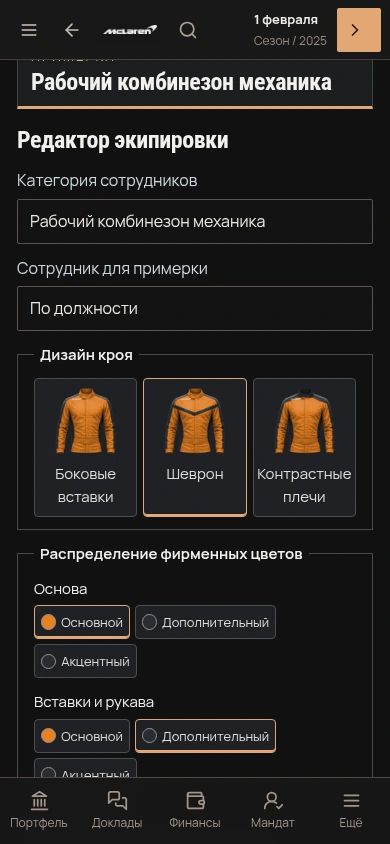 McLaren
1 февраля
Сезон / 2025
Рабочий комбинезон механика
Редактор экипировки
Категория сотрудников
Рабочий комбинезон механика
Сотрудник для примерки
По должности
Дизайн кроя
Боковые
вставки
Шеврон
Контрастные
плечи
Распределение фирменных цветов
Основа
Основной
Дополнительный
Акцентный
Вставки и рукава
Основной
Дополнительный
Акцентный
Портфель
Доклады
Финансы
Мандат
Ещё